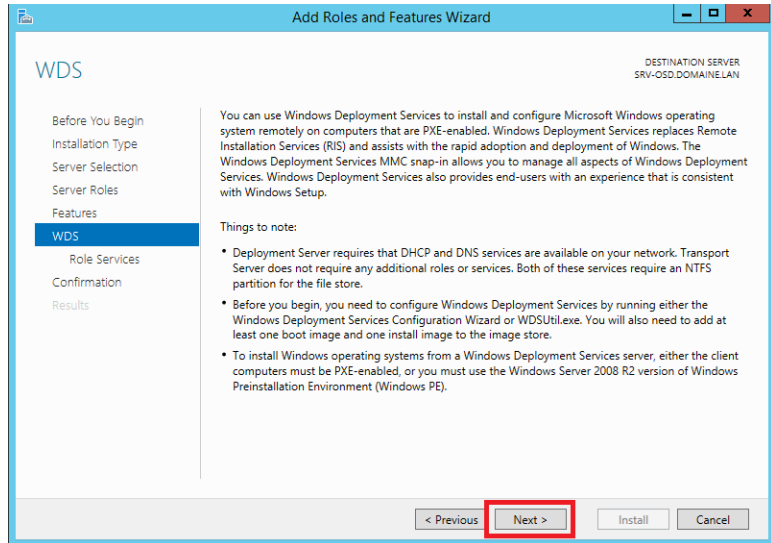 Add Roles and Features Wizard
WDS
DESTINATION SERVER
SRV-OSD.DOMAINE.LAN
Before You Begin
Installation Type
Server Selection
Server Roles
Features
WDS
Role Services
Confirmation
Results
You can use Windows Deployment Services to install and configure Microsoft Windows operating
system remotely on computers that are PXE-enabled. Windows Deployment Services replaces Remote
Installation Services (RIS) and assists with the rapid adoption and deployment of Windows. The
Windows Deployment Services MMC snap-in allows you to manage all aspects of Windows Deployment
Services. Windows Deployment Services also provides end-users with an experience that is consistent
with Windows Setup.
Things to note:
• Deployment Server requires that DHCP and DNS services are available on your network. Transport
Server does not require any additional roles or services. Both of these services require an NTFS
partition for the file store.
• Before you begin, you need to configure Windows Deployment Services by running either the
Windows Deployment Services Configuration Wizard or WDSUtil.exe. You will also need to add at
least one boot image and one install image to the image store.
• To install Windows operating systems from a Windows Deployment Services server, either the client
computers must be PXE-enabled, or you must use the Windows Server 2008 R2 version of Windows
Preinstallation Environment (Windows PE).
< Previous
Next >
Install
Cancel